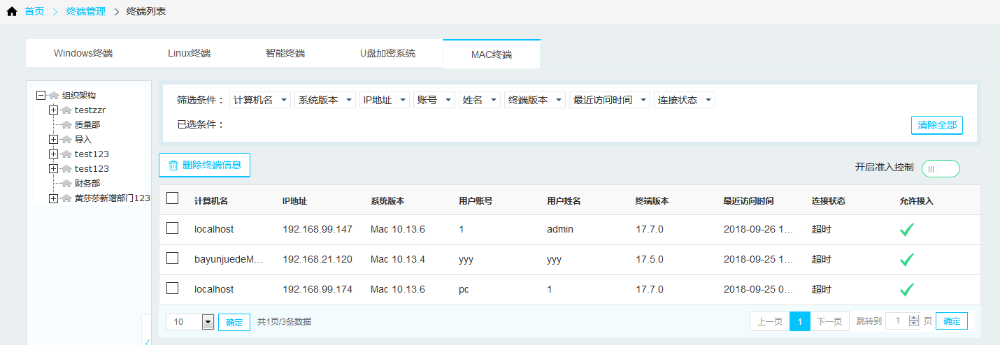 首页 > 终端管理 > 终端列表
Windows终端 Linux终端 智能终端 U盘加密系统 MAC终端
组织架构
testzzr
质量部
导入
test123
test123
财务部
黄莎莎新增部门123
筛选条件： 计算机名 系统版本 IP地址 账号 姓名 终端版本 最近访问时间 连接状态
已选条件： 清除全部
删除终端信息 开启准入控制
计算机名 IP地址 系统版本 用户账号 用户姓名 终端版本 最近访问时间 连接状态 允许接入
localhost 192.168.99.147 Mac 10.13.6 1 admin 17.7.0 2018-09-26 1... 超时
bayunjuedeM... 192.168.21.120 Mac 10.13.4 yyy yyy 17.5.0 2018-09-25 1... 超时
localhost 192.168.99.174 Mac 10.13.6 pc 1 17.7.0 2018-09-25 0... 超时
10 确定 共1页/3条数据 上一页 1 下一页 跳转到 1 页 确定